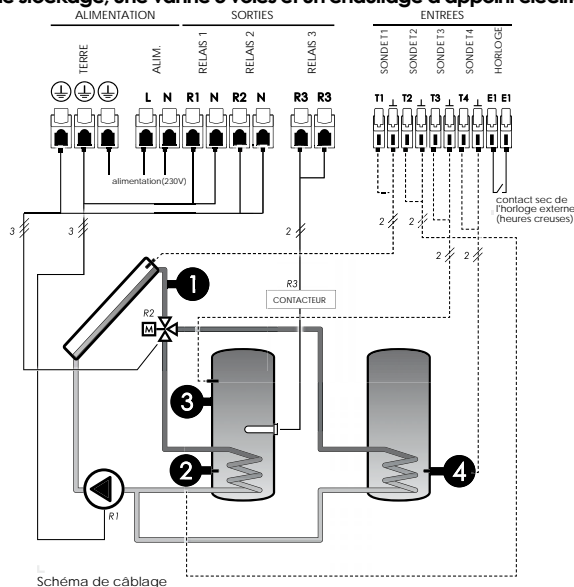 le stockage, une vanne 3 voies et un chauffage d'appoint électri
ALIMENTATION SORTIES ENTREES
TERRE ALIM. RELAIS 1 RELAIS 2 RELAIS 3 SONDE T1 SONDE T2 SONDE T3 SONDE T4 HORLOGE
L N R1 N R2 N R3 R3 T1 T2 T3 T4 E1 E1
alimentation(230V)
contact sec de
l'horloge externe
(heures creuses)
3 3 2 2 2 2 2
R3
CONTACTEUR
1
R2
M
3
2 4
R1
Schéma de câblage